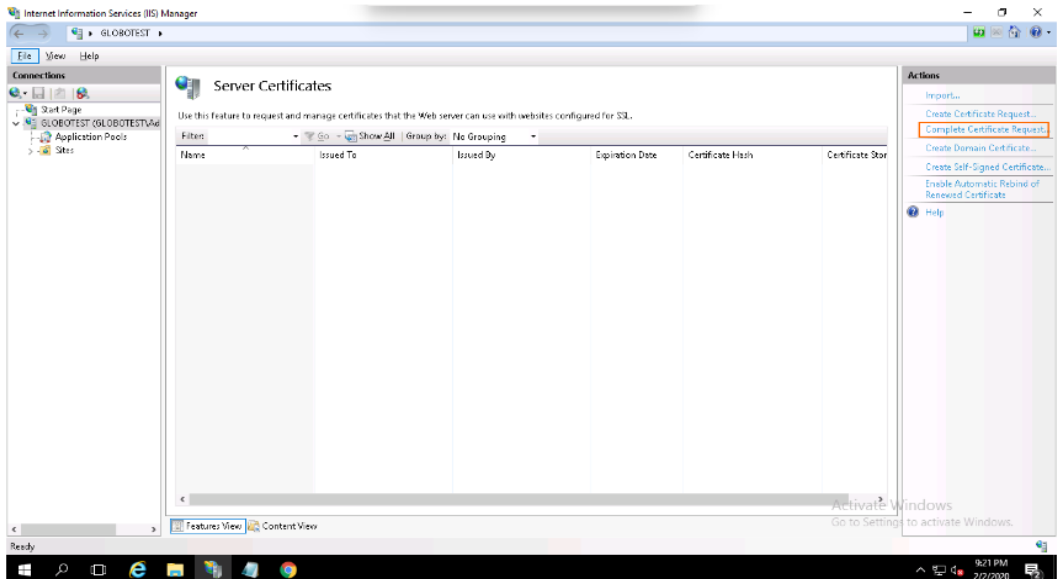 Internet Information Services (IIS) Manager
GLOBOTEST
File View Help
Connections
Start Page
GLOBOTEST (GLOBOTEST\Ad
Application Pools
Sites
Server Certificates
Use this feature to request and manage certificates that the Web server can use with websites configured for SSL.
Filter: Go Show All Group by: No Grouping
Name Issued To Issued By Expiration Date Certificate Hash Certificate Stor
Features View Content View
Ready
Actions
Import...
Create Certificate Request...
Complete Certificate Request...
Create Domain Certificate...
Create Self-Signed Certificate...
Enable Automatic Rebind of
Renewed Certificate
Help
Activate Windows
Go to Settings to activate Windows.
9:21 PM
2/2/2020